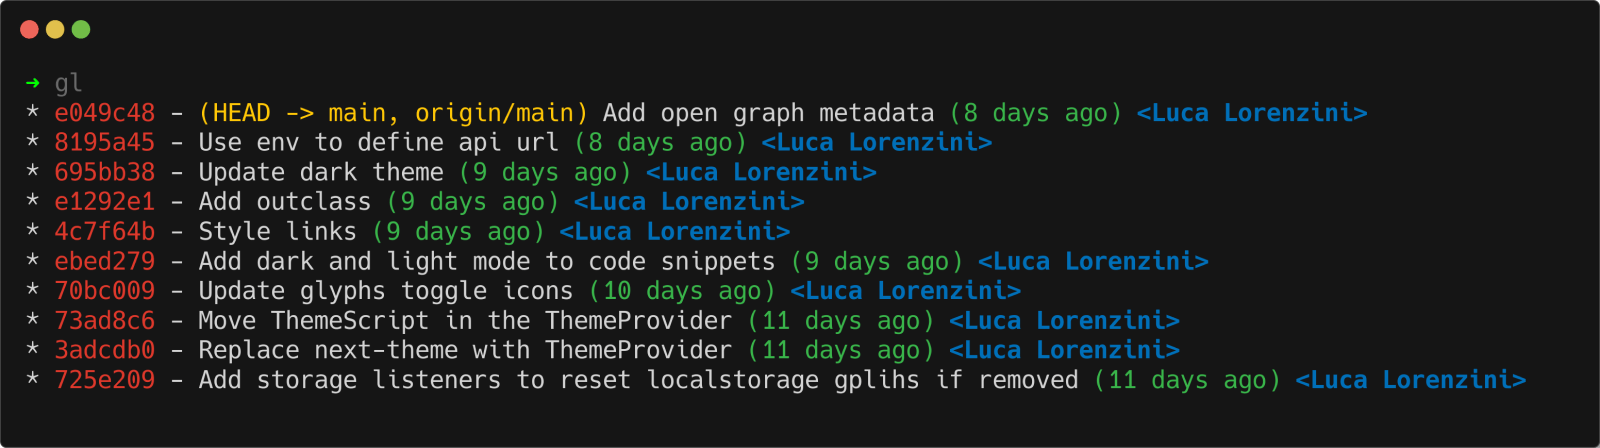 ➜ gl
* e049c48 - (HEAD -> main, origin/main) Add open graph metadata (8 days ago) <Luca Lorenzini>
* 8195a45 - Use env to define api url (8 days ago) <Luca Lorenzini>
* 695bb38 - Update dark theme (9 days ago) <Luca Lorenzini>
* e1292e1 - Add outclass (9 days ago) <Luca Lorenzini>
* 4c7f64b - Style links (9 days ago) <Luca Lorenzini>
* ebed279 - Add dark and light mode to code snippets (9 days ago) <Luca Lorenzini>
* 70bc009 - Update glyphs toggle icons (10 days ago) <Luca Lorenzini>
* 73ad8c6 - Move ThemeScript in the ThemeProvider (11 days ago) <Luca Lorenzini>
* 3adcdb0 - Replace next-theme with ThemeProvider (11 days ago) <Luca Lorenzini>
* 725e209 - Add storage listeners to reset localstorage gplihs if removed (11 days ago) <Luca Lorenzini>